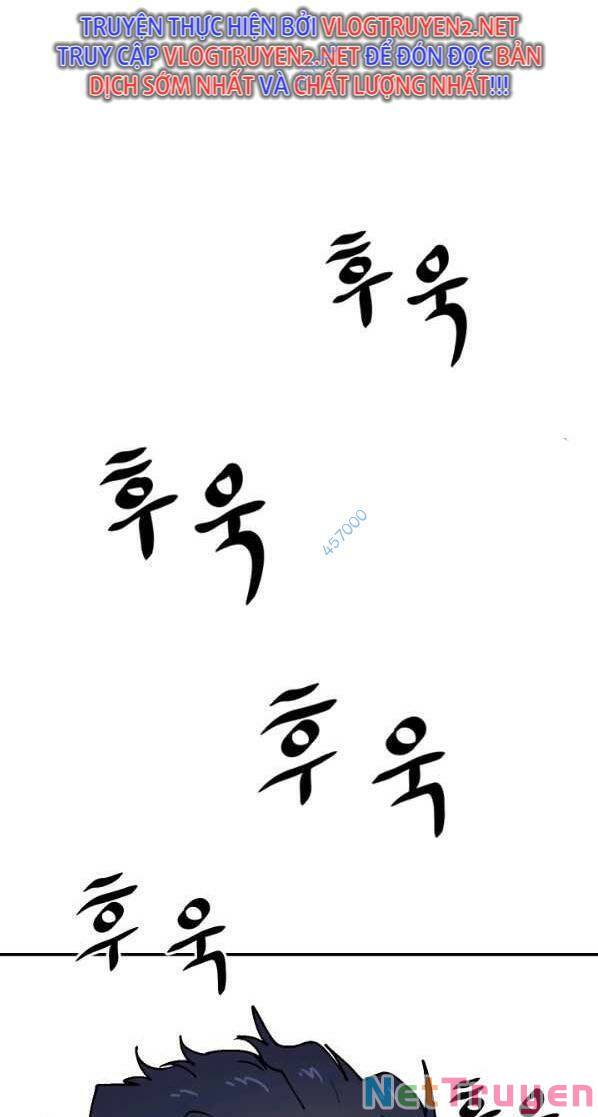 TRUYỆN THỰC HIỆN BỞI VLOGTRUYEN2.NET
TRUY CẬP VLOGTRUYEN2.NET ĐỂ ĐÓN ĐỌC BẢN
DỊCH SỚM NHẤT VÀ CHẤT LƯỢNG NHẤT!!!
후욱
후욱
457000
후욱
후욱
NetTruyen